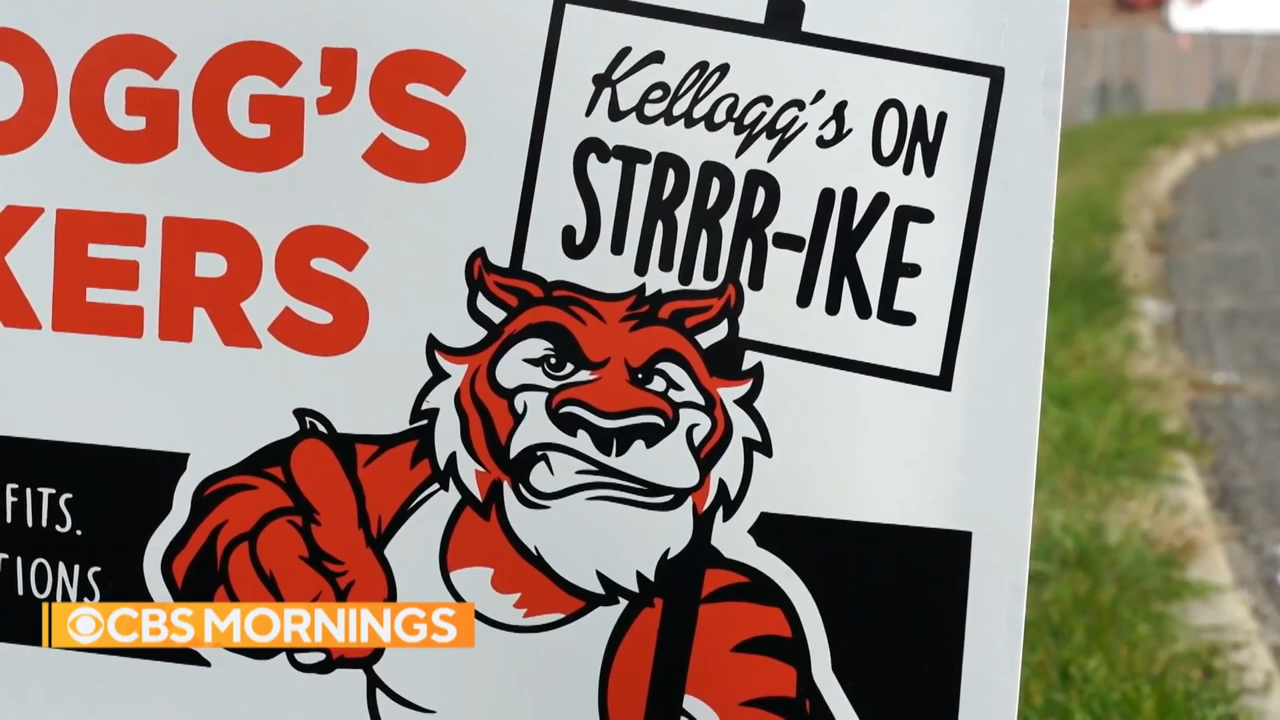 OGG'S
KERS
Kellogg's ON
STRRR-IKE
FITS.
TIONS
CBS MORNINGS